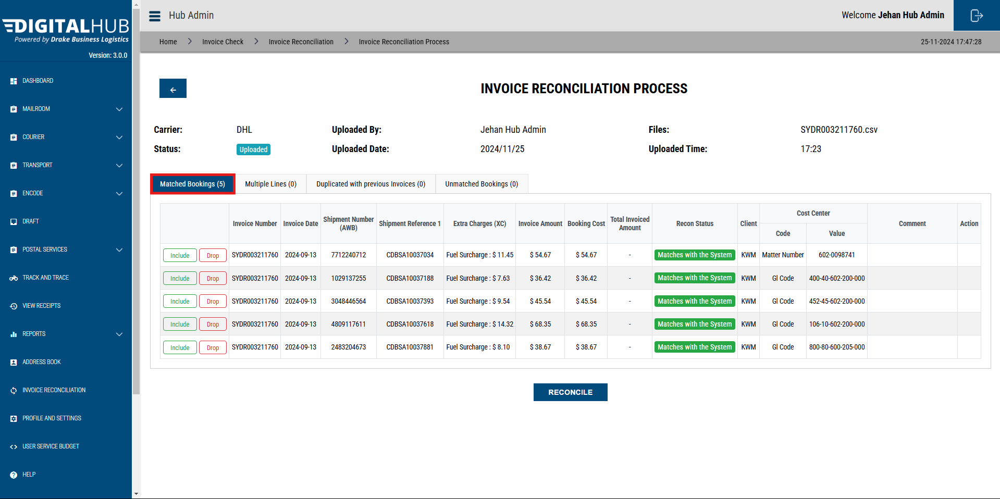 DIGITALHUB
Powered by Drake Business Logistics
Version: 3.0.0
DASHBOARD
MAILROOM
COURIER
TRANSPORT
ENCODE
DRAFT
POSTAL SERVICES
TRACK AND TRACE
VIEW RECEIPTS
REPORTS
ADDRESS BOOK
INVOICE RECONCILIATION
PROFILE AND SETTINGS
USER SERVICE BUDGET
HELP
Hub Admin
Welcome Jehan Hub Admin
Home > Invoice Check > Invoice Reconciliation > Invoice Reconciliation Process 25-11-2024 17:47:28
INVOICE RECONCILIATION PROCESS
Carrier: DHL Uploaded By: Jehan Hub Admin Files: SYDR003211760.csv
Status: Uploaded Uploaded Date: 2024/11/25 Uploaded Time: 17:23
Matched Bookings (5) Multiple Lines (0) Duplicated with previous Invoices (0) Unmatched Bookings (0)
Invoice Number Invoice Date Shipment Number (AWB) Shipment Reference 1 Extra Charges (XC) Invoice Amount Booking Cost Total Invoiced Amount Recon Status Client Cost Center Comment Action
Code Value
Include Drop SYDR003211760 2024-09-13 7712240712 CDBSA10037034 Fuel Surcharge : $ 11.45 $ 54.67 $ 54.67 - Matches with the System KWM Matter Number 602-0098741
Include Drop SYDR003211760 2024-09-13 1029137255 CDBSA10037188 Fuel Surcharge : $ 7.63 $ 36.42 $ 36.42 - Matches with the System KWM Gl Code 400-40-602-200-000
Include Drop SYDR003211760 2024-09-13 3048446564 CDBSA10037393 Fuel Surcharge : $ 9.54 $ 45.54 $ 45.54 - Matches with the System KWM Gl Code 452-45-602-200-000
Include Drop SYDR003211760 2024-09-13 4809117611 CDBSA10037618 Fuel Surcharge : $ 14.32 $ 68.35 $ 68.35 - Matches with the System KWM Gl Code 106-10-602-200-000
Include Drop SYDR003211760 2024-09-13 2483204673 CDBSA10037881 Fuel Surcharge : $ 8.10 $ 38.67 $ 38.67 - Matches with the System KWM Gl Code 800-80-600-205-000
RECONCILE